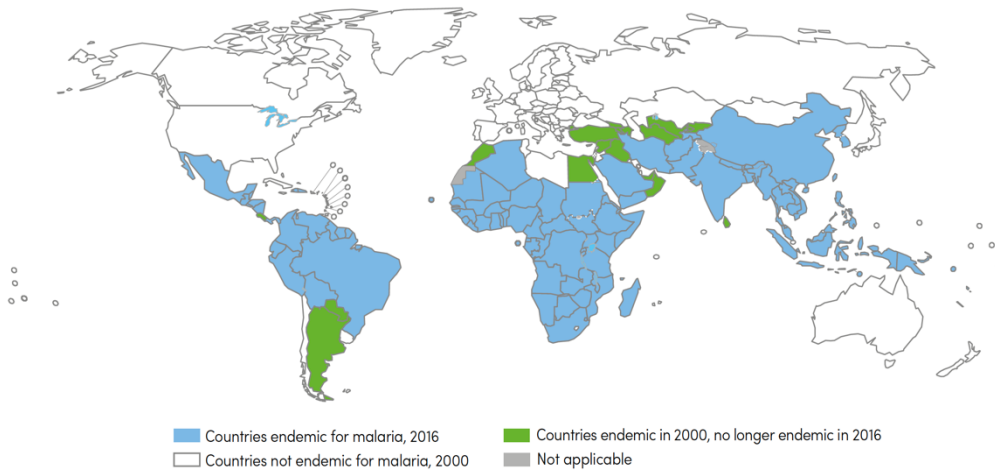 Countries endemic for malaria, 2016
Countries endemic in 2000, no longer endemic in 2016
Countries not endemic for malaria, 2000
Not applicable